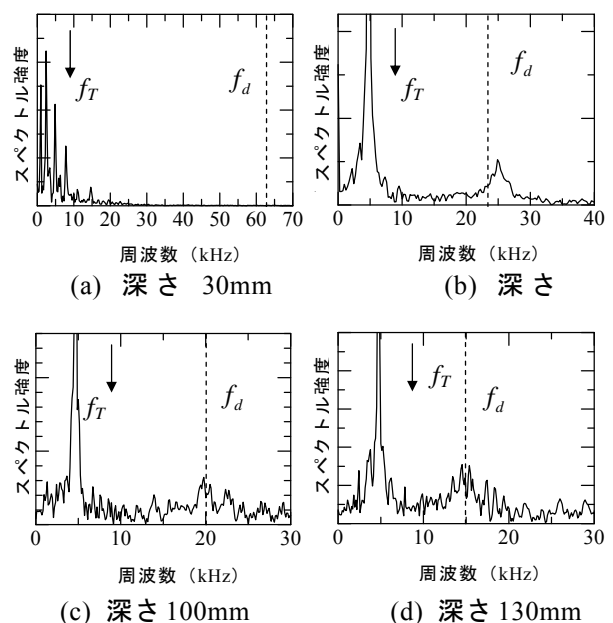 f_T
f_d
スペクトル強度
0 10 20 30 40 50 60 70
周波数 (kHz)
(a) 深さ 30mm
f_T
f_d
スペクトル強度
0 10 20 30 40
周波数 (kHz)
(b) 深さ
f_T
f_d
スペクトル強度
0 10 20 30
周波数 (kHz)
(c) 深さ 100mm
f_T
f_d
スペクトル強度
0 10 20 30
周波数 (kHz)
(d) 深さ 130mm